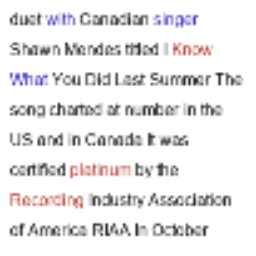 duet with Canadian singer
Shawn Mendes titled I Know
What You Did Last Summer The
song charted at number in the
US and in Canada It was
certified platinum by the
Recording Industry Association
of America RIAA In October